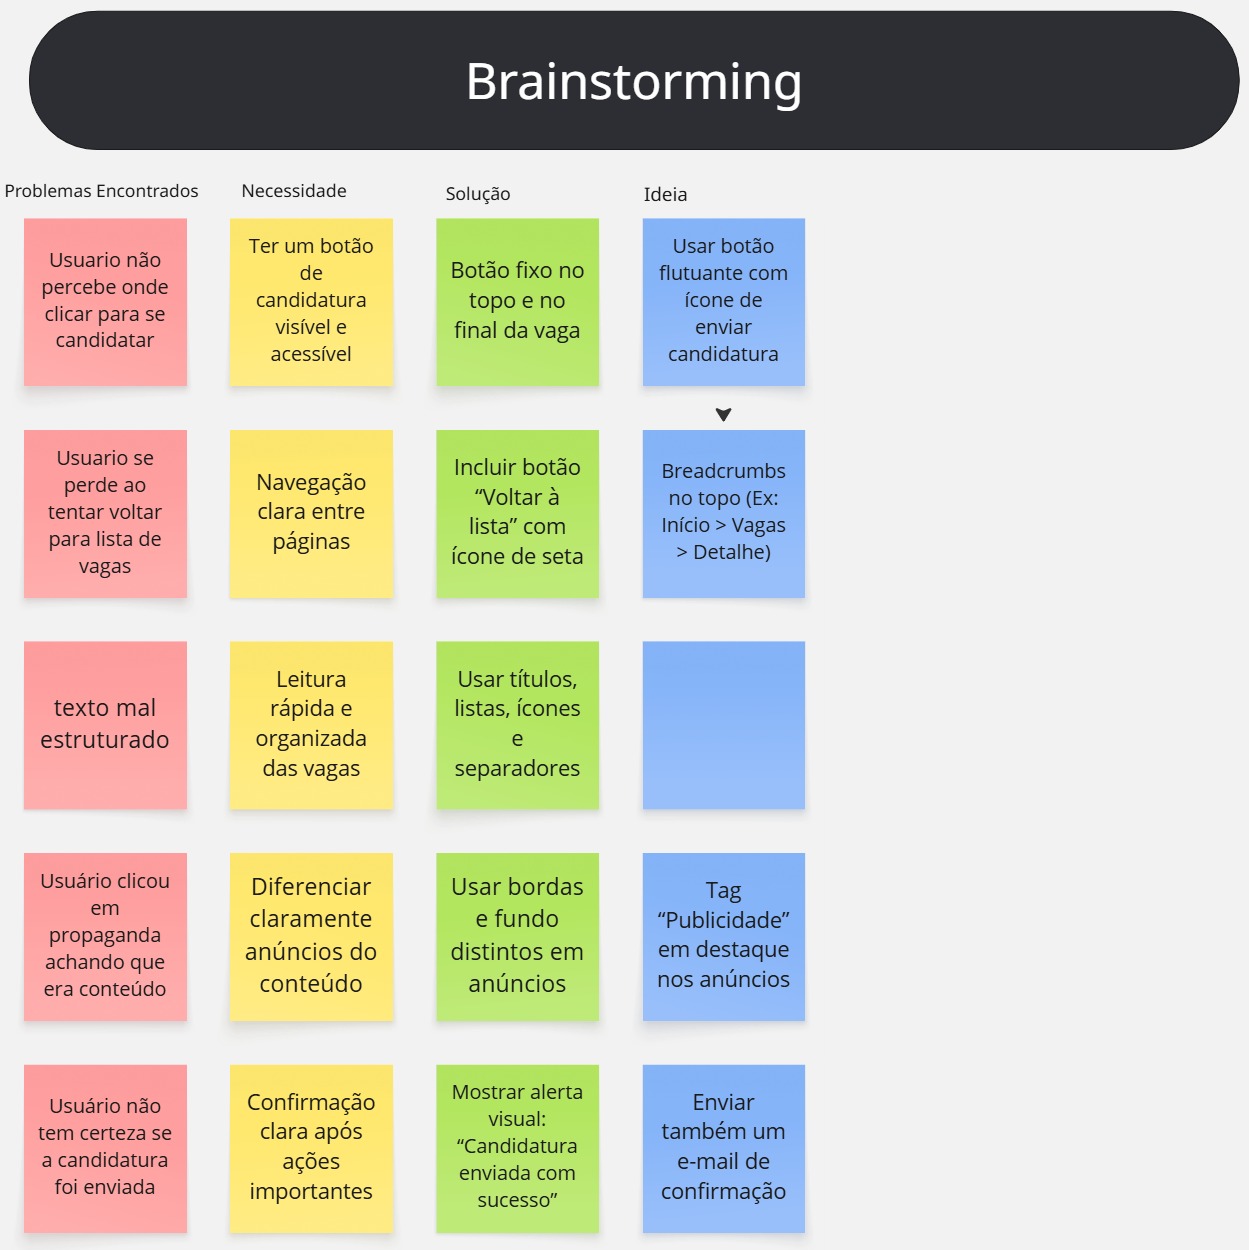 Brainstorming
Problemas Encontrados
Necessidade
Solução
Ideia
Usuario não
percebe onde
clicar para se
candidatar
Ter um botão
de
candidatura
visível e
acessível
Botão fixo no
topo e no
final da vaga
Usar botão
flutuante com
ícone de
enviar
candidatura
Usuario se
perde ao
tentar voltar
para lista de
vagas
Navegação
clara entre
páginas
Incluir botão
“Voltar à
lista” com
ícone de seta
Breadcrumbs
no topo (Ex:
Início > Vagas
> Detalhe)
texto mal
estruturado
Leitura
rápida e
organizada
das vagas
Usar títulos,
listas, ícones
e
separadores
Usuário clicou
em
propaganda
achando que
era conteúdo
Diferenciar
claramente
anúncios do
conteúdo
Usar bordas
e fundo
distintos em
anúncios
Tag
“Publicidade”
em destaque
nos anúncios
Usuário não
tem certeza se
a candidatura
foi enviada
Confirmação
clara após
ações
importantes
Mostrar alerta
visual:
“Candidatura
enviada com
sucesso”
Enviar
também um
e-mail de
confirmação